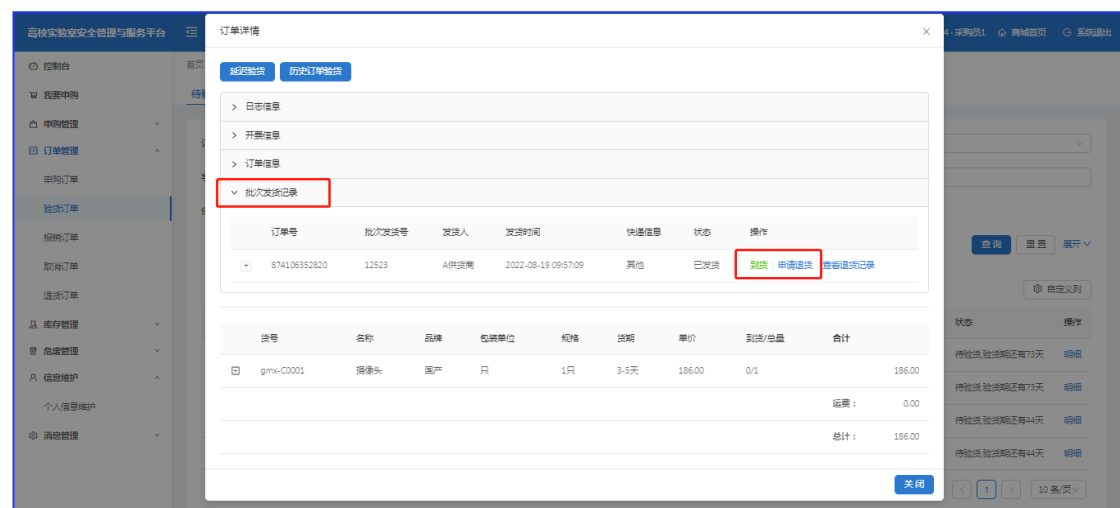 高校实验室安全管理与服务平台
订单详情
4 - 采购员1 商城首页 系统退出
控制台
首页
延迟验货 历史订单验货
我要申购
日志信息
申购管理
开票信息
订单管理
订单信息
申购订单
批次发货记录
验货订单
订单号 批次发货号 发货人 发货时间 快递信息 状态 操作
报销订单
查询 重置 展开
874106352820 12523 A供货商 2022-08-19 09:57:09 其他 已发货 到货 申请退货 查看退货记录
取消订单
自定义列
退货订单
库存管理
状态 操作
货号 名称 品牌 包装单位 规格 货期 单价 到货/总量 合计
危废管理
待验货,验货期还有73天 明细
gmx-C0001 摄像头 国产 只 1只 3-5天 186.00 0/1 186.00
信息维护
待验货,验货期还有73天 明细
个人信息维护
运费: 0.00
待验货,验货期还有44天 明细
消息管理
总计: 186.00
待验货,验货期还有44天 明细
关闭
1 10 条/页